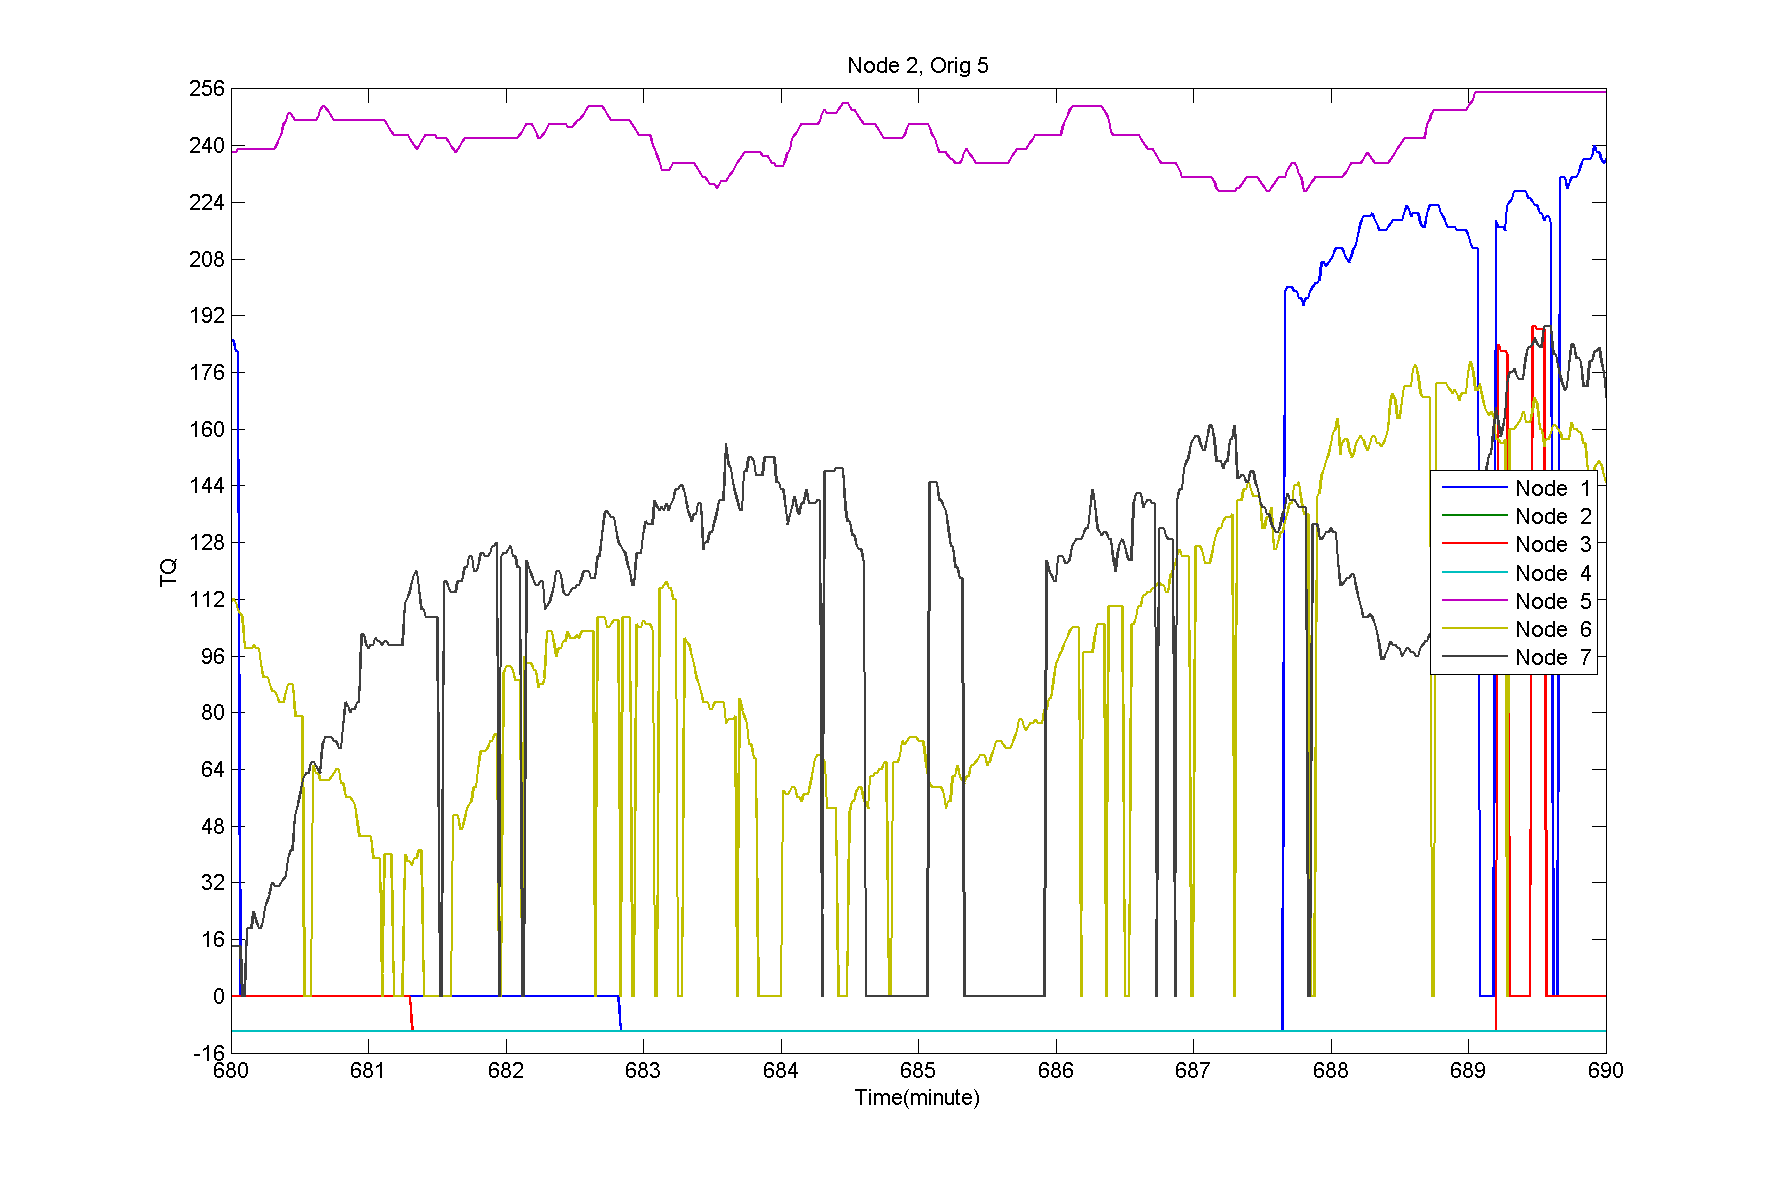 Node 2, Orig 5
256
240
224
208
192
176
160
144
128
112
96
80
64
48
32
16
0
-16
TQ
Node 1
Node 2
Node 3
Node 4
Node 5
Node 6
Node 7
680 681 682 683 684 685 686 687 688 689 690
Time(minute)